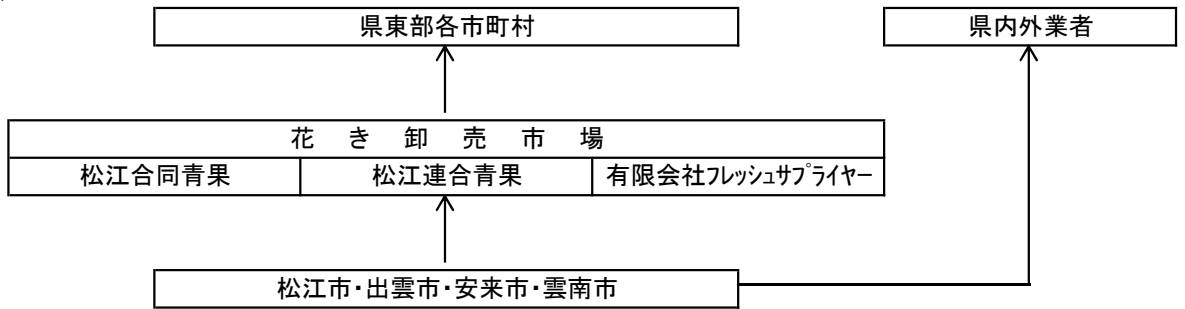 県東部各市町村
県内外業者
花き卸売市場
松江合同青果
松江連合青果
有限会社フレッシュサプライヤー
松江市・出雲市・安来市・雲南市